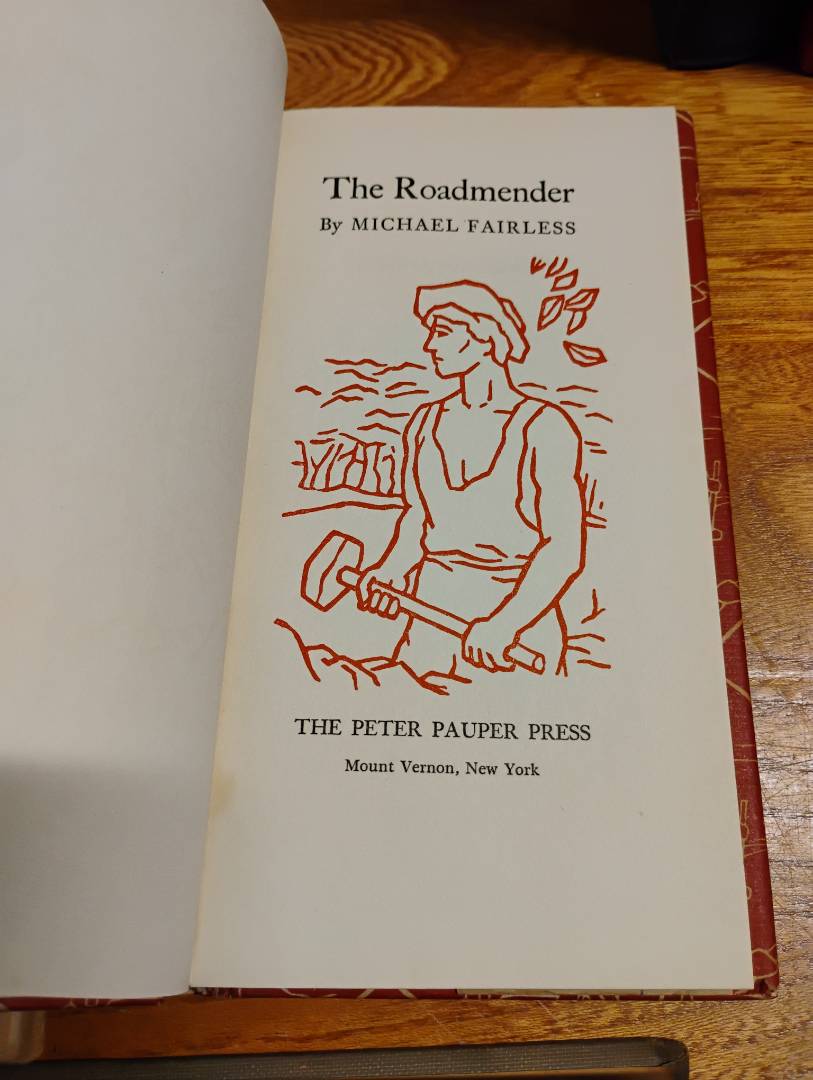 The Roadmender
By MICHAEL FAIRLESS
THE PETER PAUPER PRESS
Mount Vernon, New York